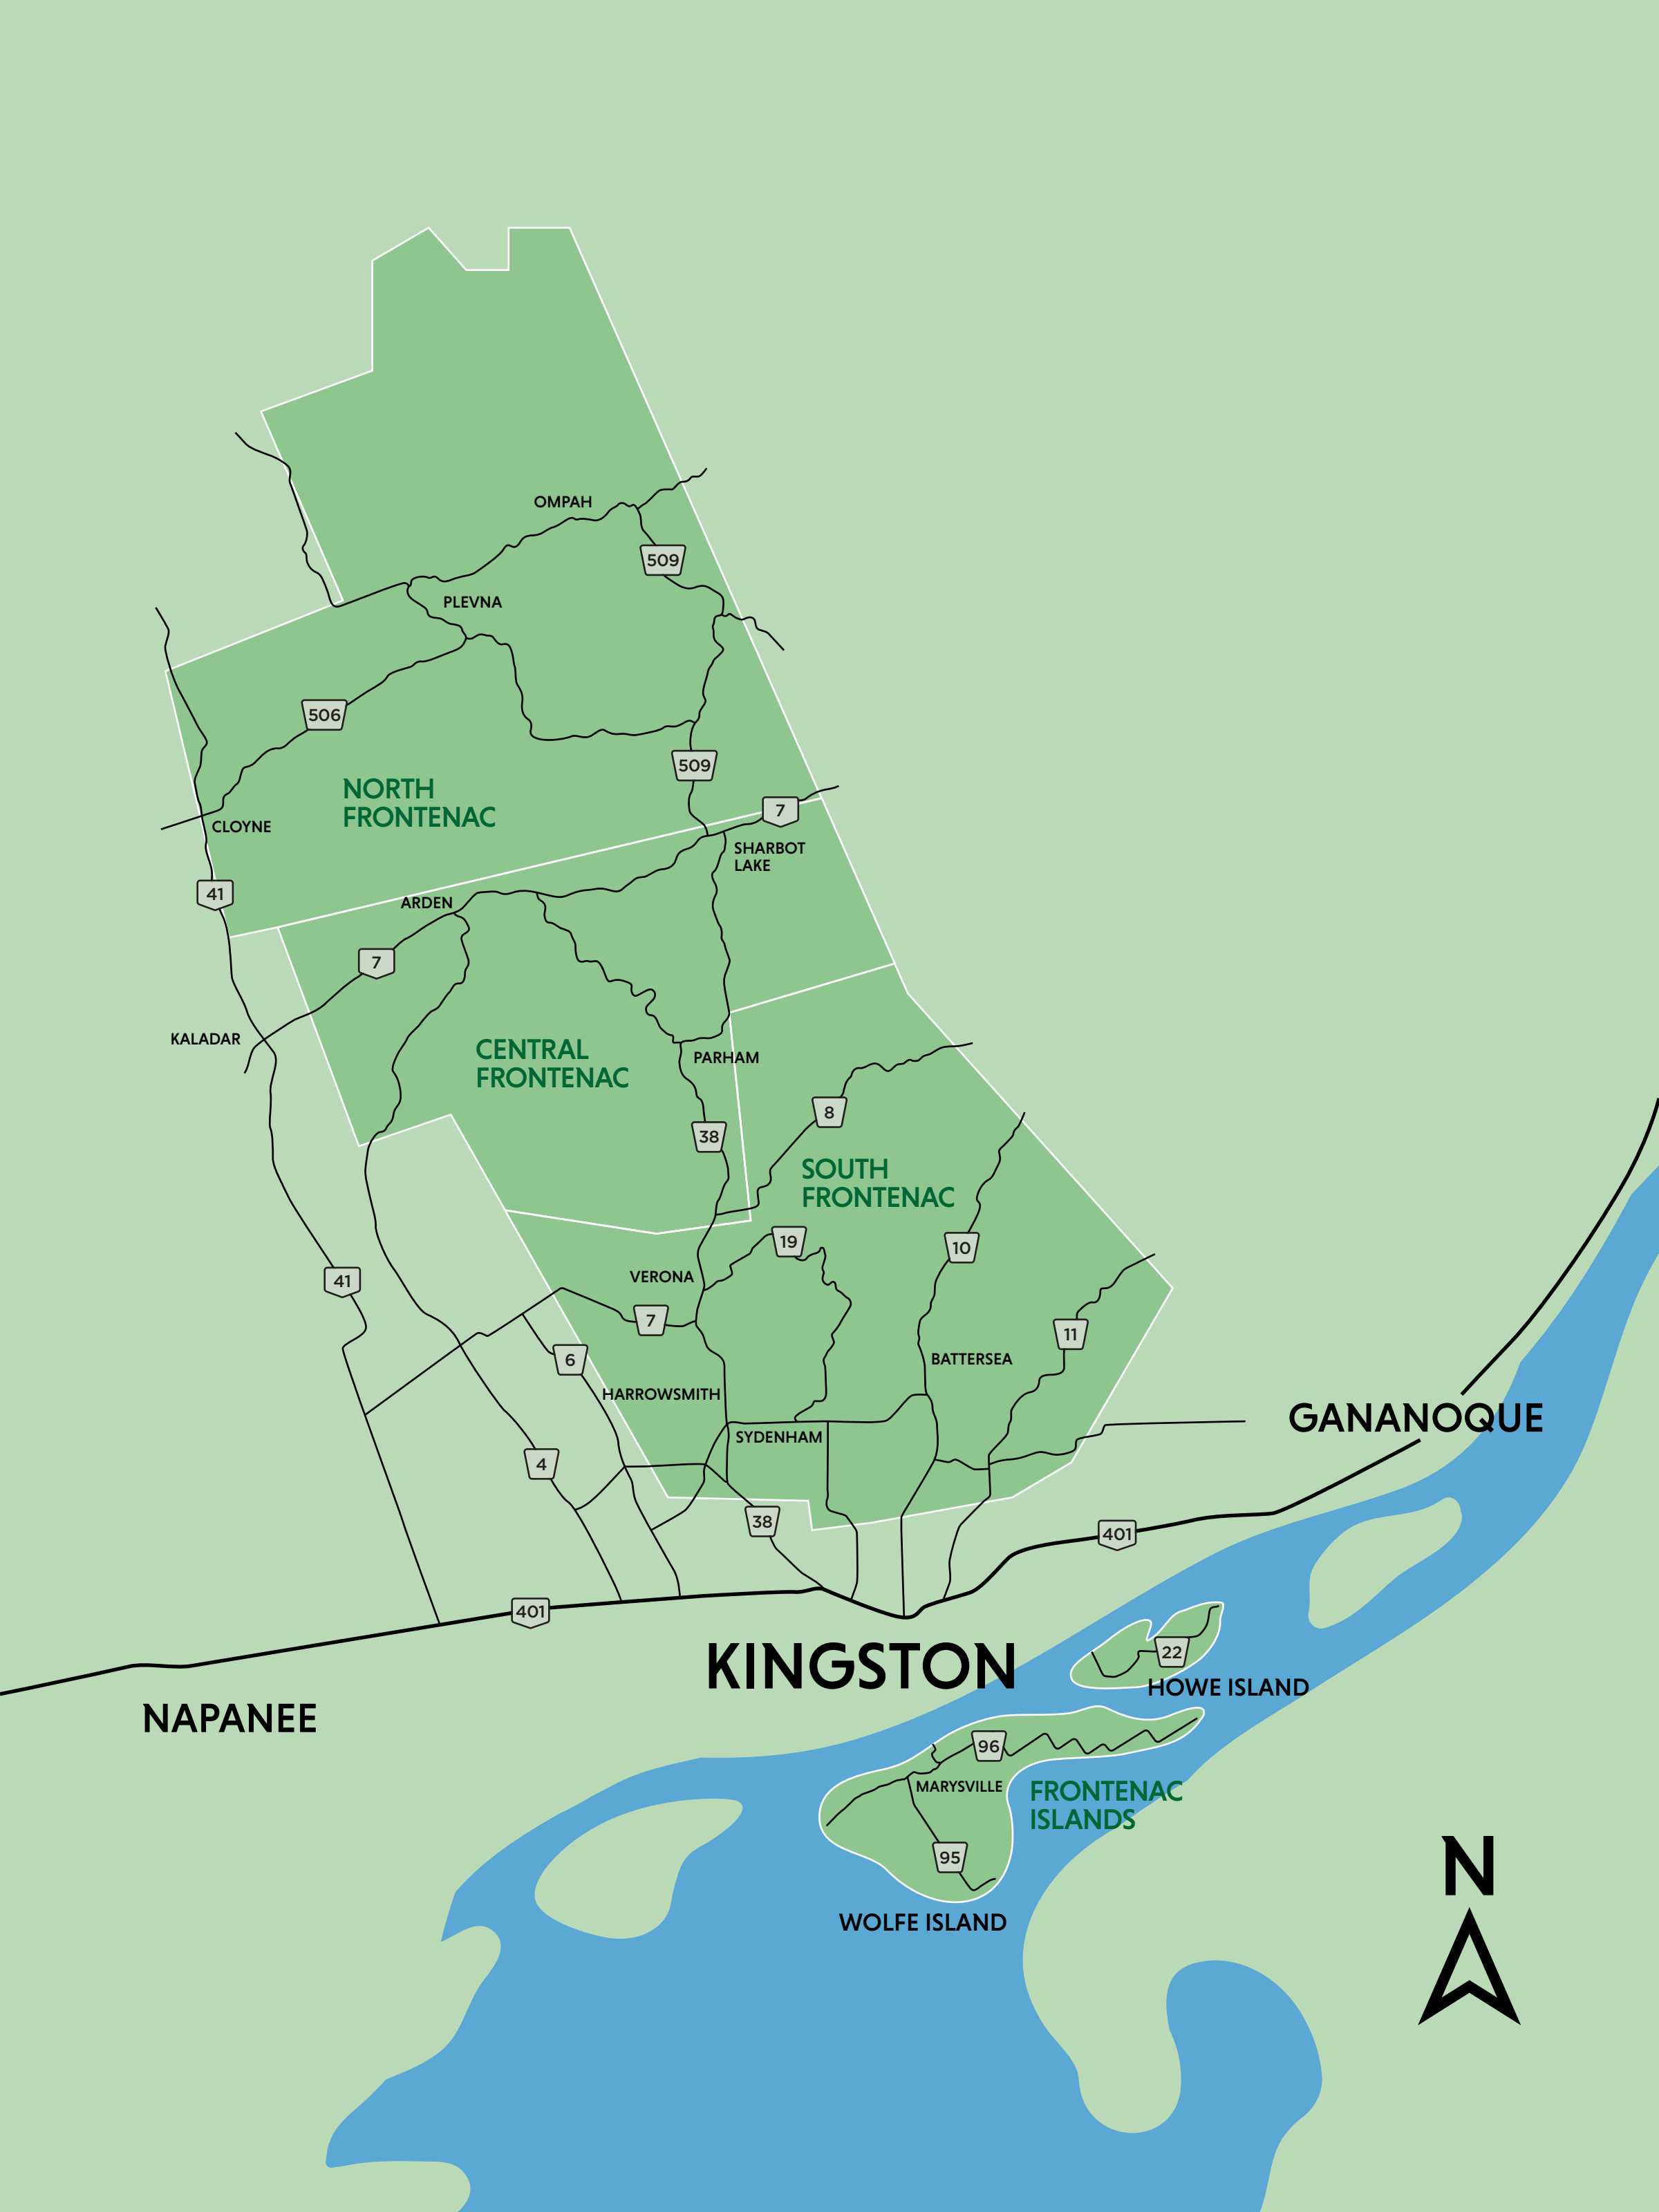 OMPAH
509
PLEVNA
506
509
NORTH
FRONTENAC
7
CLOYNE
SHARBOT
LAKE
41
ARDEN
7
KALADAR
CENTRAL
FRONTENAC
PARHAM
8
38
SOUTH
FRONTENAC
19
10
VERONA
41
7
11
6
BATTERSEA
HARROWSMITH
GANANOQUE
SYDENHAM
4
38
401
401
KINGSTON
22
HOWE ISLAND
NAPANEE
96
MARYSVILLE
FRONTENAC
ISLANDS
95
N
WOLFE ISLAND